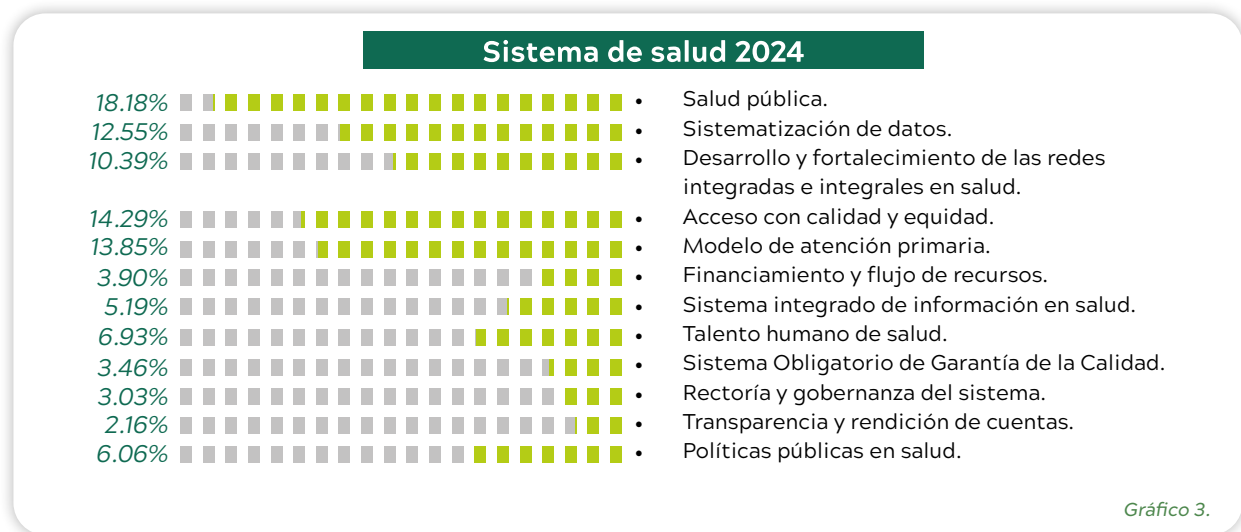 Sistema de salud 2024
18.18% • Salud pública.
12.55% • Sistematización de datos.
10.39% • Desarrollo y fortalecimiento de las redes
integradas e integrales en salud.
14.29% • Acceso con calidad y equidad.
13.85% • Modelo de atención primaria.
3.90% • Financiamiento y flujo de recursos.
5.19% • Sistema integrado de información en salud.
6.93% • Talento humano de salud.
3.46% • Sistema Obligatorio de Garantía de la Calidad.
3.03% • Rectoría y gobernanza del sistema.
2.16% • Transparencia y rendición de cuentas.
6.06% • Políticas públicas en salud.
Gráfico 3.